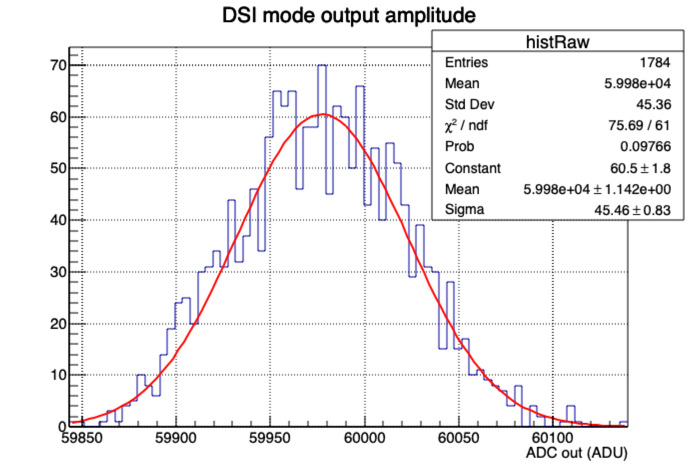 DSI mode output amplitude
histRaw
Entries 1784
Mean 5.998e+04
Std Dev 45.36
χ² / ndf 75.69 / 61
Prob 0.09766
Constant 60.5 ± 1.8
Mean 5.998e+04 ± 1.142e+00
Sigma 45.46 ± 0.83
70
60
50
40
30
20
10
0
59850 59900 59950 60000 60050 60100
ADC out (ADU)